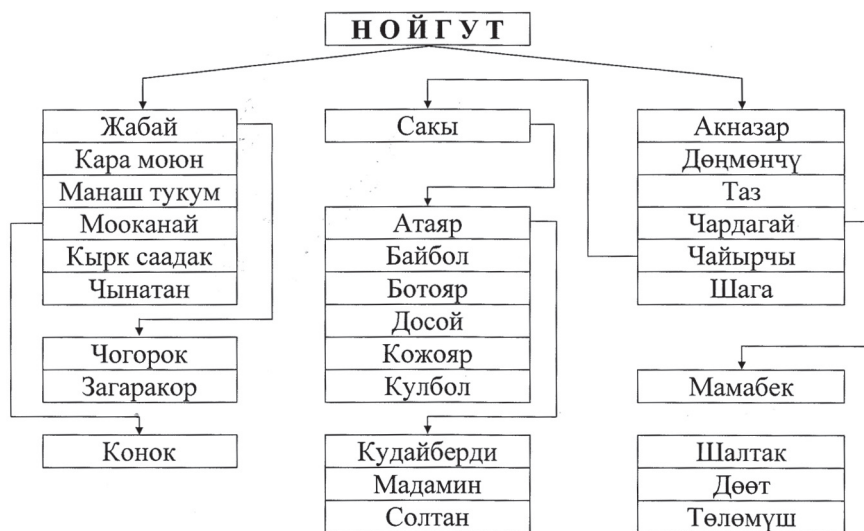 НОЙГУТ
Жабай
Кара моюн
Манаш тукум
Мооканай
Кырк саадак
Чынатан
Чогорок
Загаракор
Конок
Сакы
Атаяр
Байбол
Ботояр
Досой
Кожояр
Кулбол
Кудайберди
Мадамин
Солтан
Акназар
Дөңмөнчү
Таз
Чардагай
Чайырчы
Шага
Мамабек
Шалтак
Дөөт
Төлөмүш